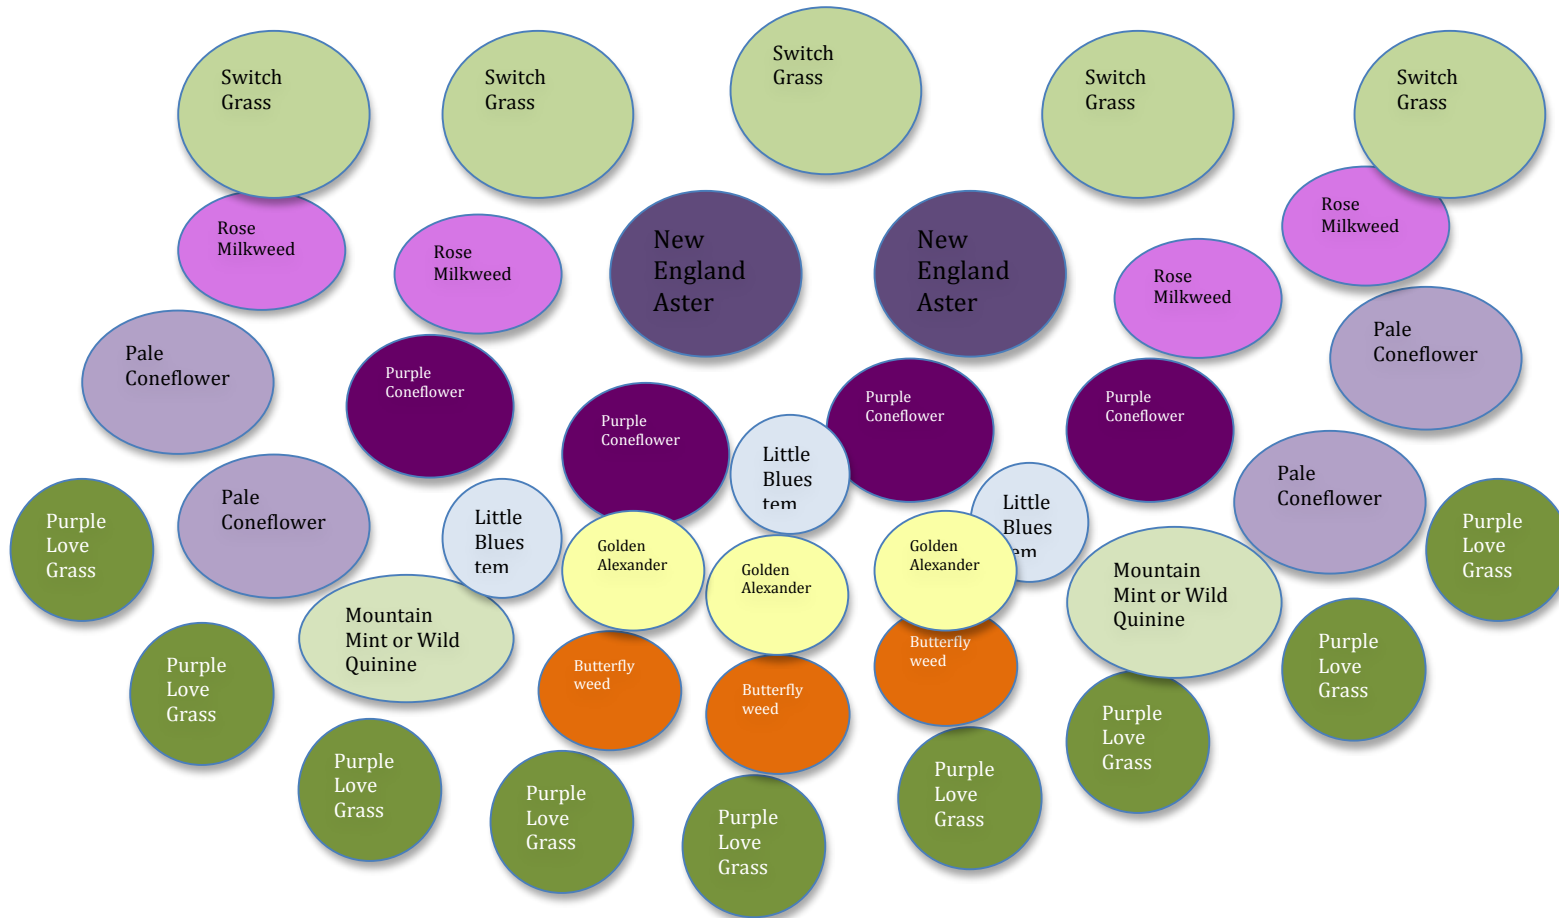 Switch
Grass
Switch
Grass
Switch
Grass
Switch
Grass
Switch
Grass
Rose
Milkweed
Rose
Milkweed
New
England
Aster
New
England
Aster
Rose
Milkweed
Rose
Milkweed
Pale
Coneflower
Purple
Coneflower
Purple
Coneflower
Purple
Coneflower
Purple
Coneflower
Pale
Coneflower
Little
Blues
tem
Purple
Love
Grass
Pale
Coneflower
Little
Blues
tem
Golden
Alexander
Golden
Alexander
Golden
Alexander
Little
Blues
tem
Mountain
Mint or Wild
Quinine
Pale
Coneflower
Purple
Love
Grass
Purple
Love
Grass
Mountain
Mint or Wild
Quinine
Butterfly
weed
Butterfly
weed
Butterfly
weed
Purple
Love
Grass
Purple
Love
Grass
Purple
Love
Grass
Purple
Love
Grass
Purple
Love
Grass
Purple
Love
Grass
Purple
Love
Grass